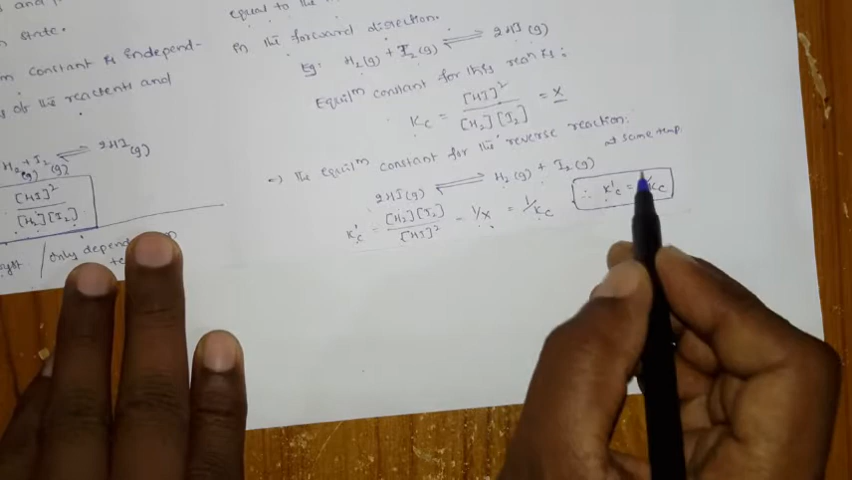 n state.
constant is independ-
of the reactants and
H₂ + I₂ ⇌ 2HI (g)
(g) (g)
[HI]²
[H₂][I₂]
only depend
equal to the
in the forward direction.
Eg: H₂(g) + I₂(g) ⇌ 2HI (g)
Equilᵐ constant for this reaⁿ is:
Kc = [HI]² / [H₂][I₂] = x
→ The equilᵐ constant for the reverse reaction:
at same temp.
2HI(g) ⇌ H₂(g) + I₂(g)
K'c = [H₂][I₂] / [HI]² = 1/x = 1/Kc
∴ K'c = 1/Kc